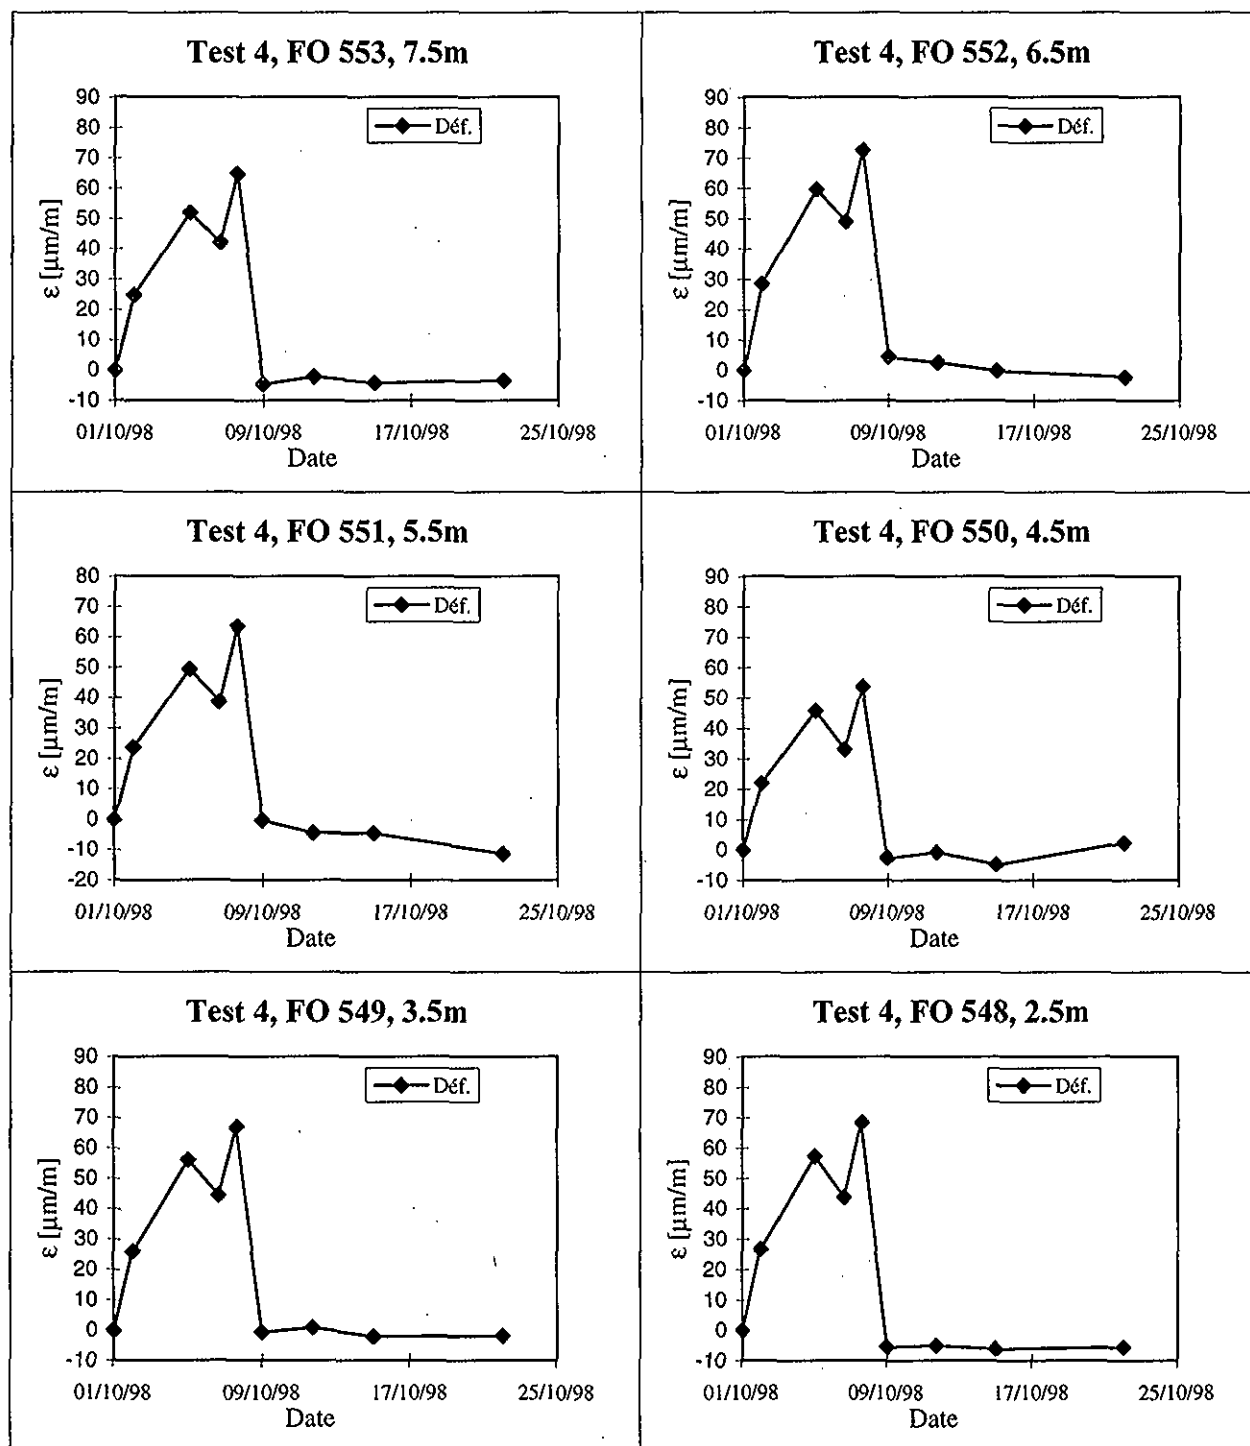 Test 4, FO 553, 7.5m
90
80
70
60
50
40
30
20
10
0
-10
ε [µm/m]
Déf.
01/10/98 09/10/98 17/10/98 25/10/98
Date
Test 4, FO 552, 6.5m
90
80
70
60
50
40
30
20
10
0
-10
ε [µm/m]
Déf.
01/10/98 09/10/98 17/10/98 25/10/98
Date
Test 4, FO 551, 5.5m
80
70
60
50
40
30
20
10
0
-10
-20
ε [µm/m]
Déf.
01/10/98 09/10/98 17/10/98 25/10/98
Date
Test 4, FO 550, 4.5m
90
80
70
60
50
40
30
20
10
0
-10
ε [µm/m]
Déf.
01/10/98 09/10/98 17/10/98 25/10/98
Date
Test 4, FO 549, 3.5m
90
80
70
60
50
40
30
20
10
0
-10
ε [µm/m]
Déf.
01/10/98 09/10/98 17/10/98 25/10/98
Date
Test 4, FO 548, 2.5m
90
80
70
60
50
40
30
20
10
0
-10
ε [µm/m]
Déf.
01/10/98 09/10/98 17/10/98 25/10/98
Date